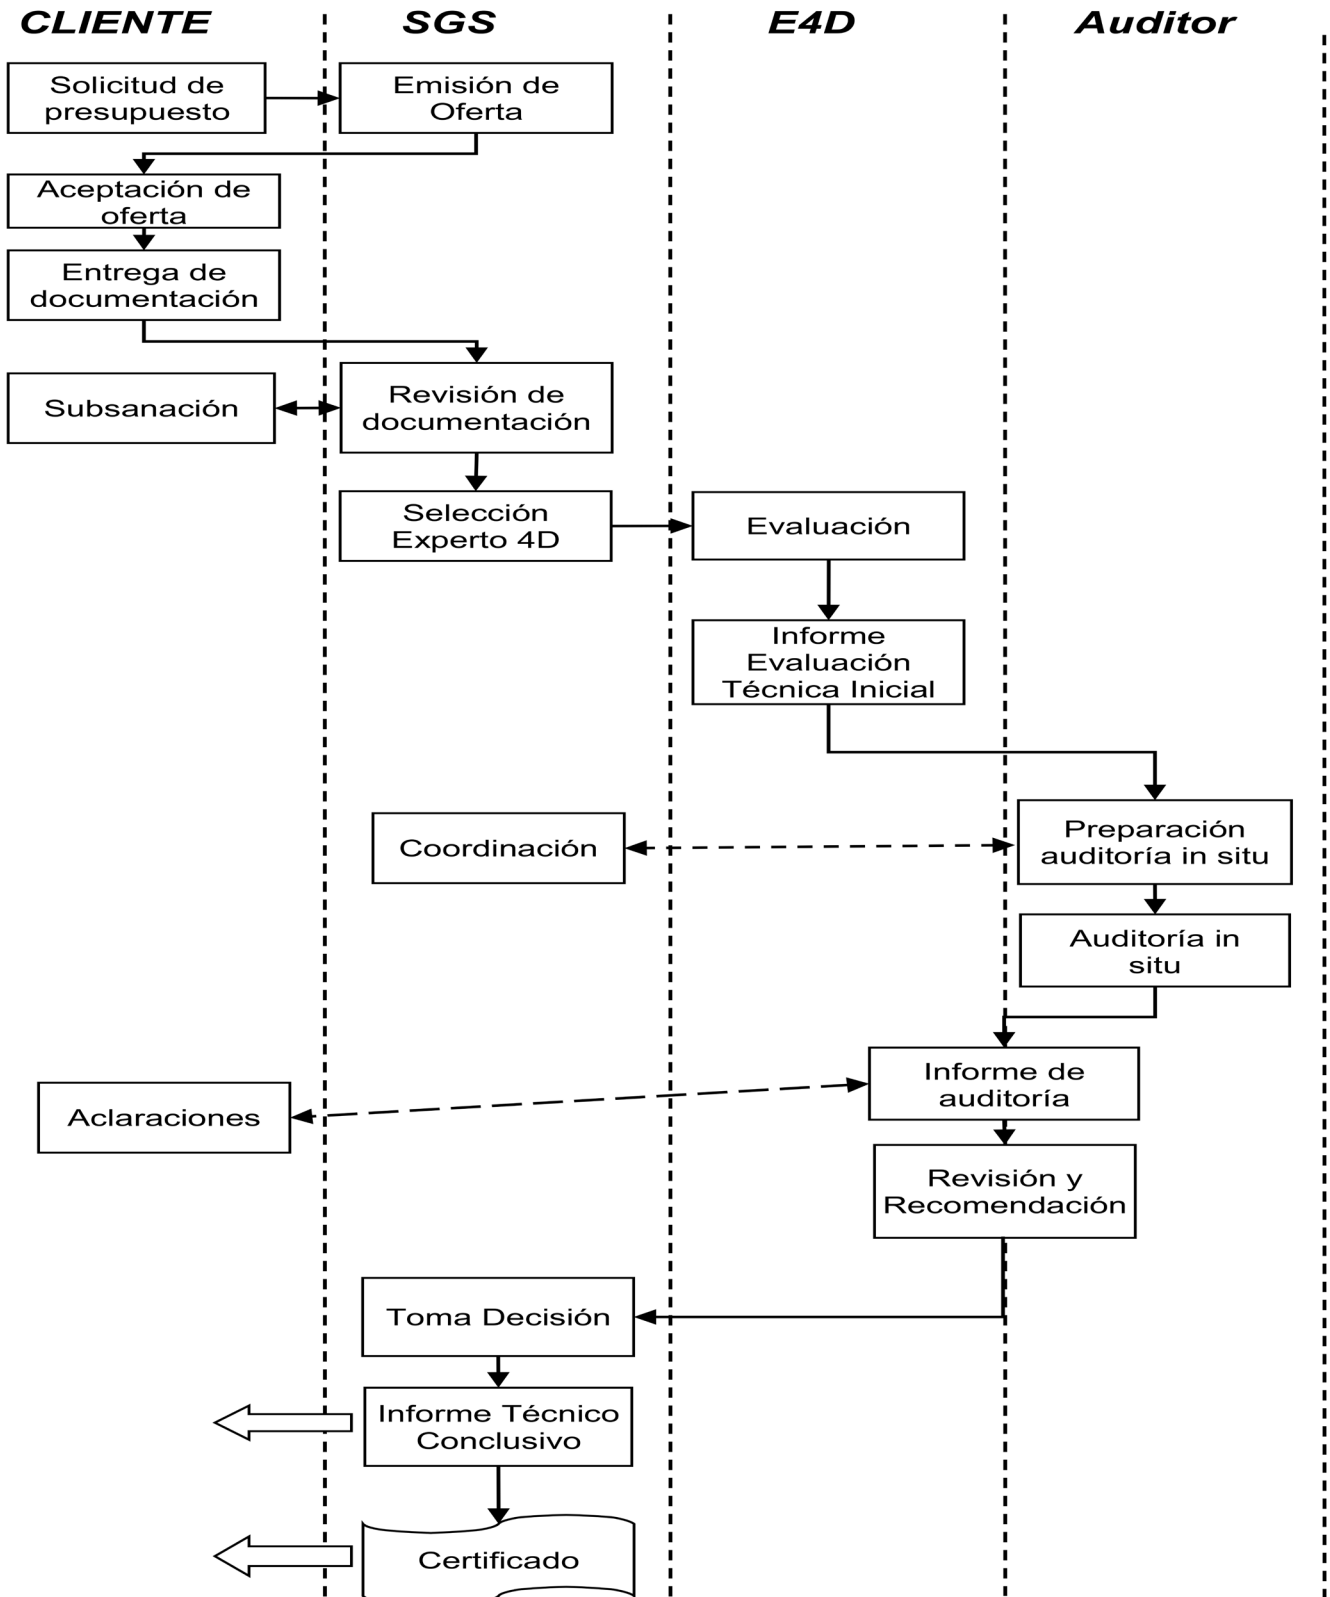 CLIENTE
SGS
E4D
Auditor
Solicitud de
presupuesto
Emisión de
Oferta
Aceptación de
oferta
Entrega de
documentación
Subsanación
Revisión de
documentación
Selección
Experto 4D
Evaluación
Informe
Evaluación
Técnica Inicial
Coordinación
Preparación
auditoría in situ
Auditoría in
situ
Aclaraciones
Informe de
auditoría
Revisión y
Recomendación
Toma Decisión
Informe Técnico
Conclusivo
Certificado